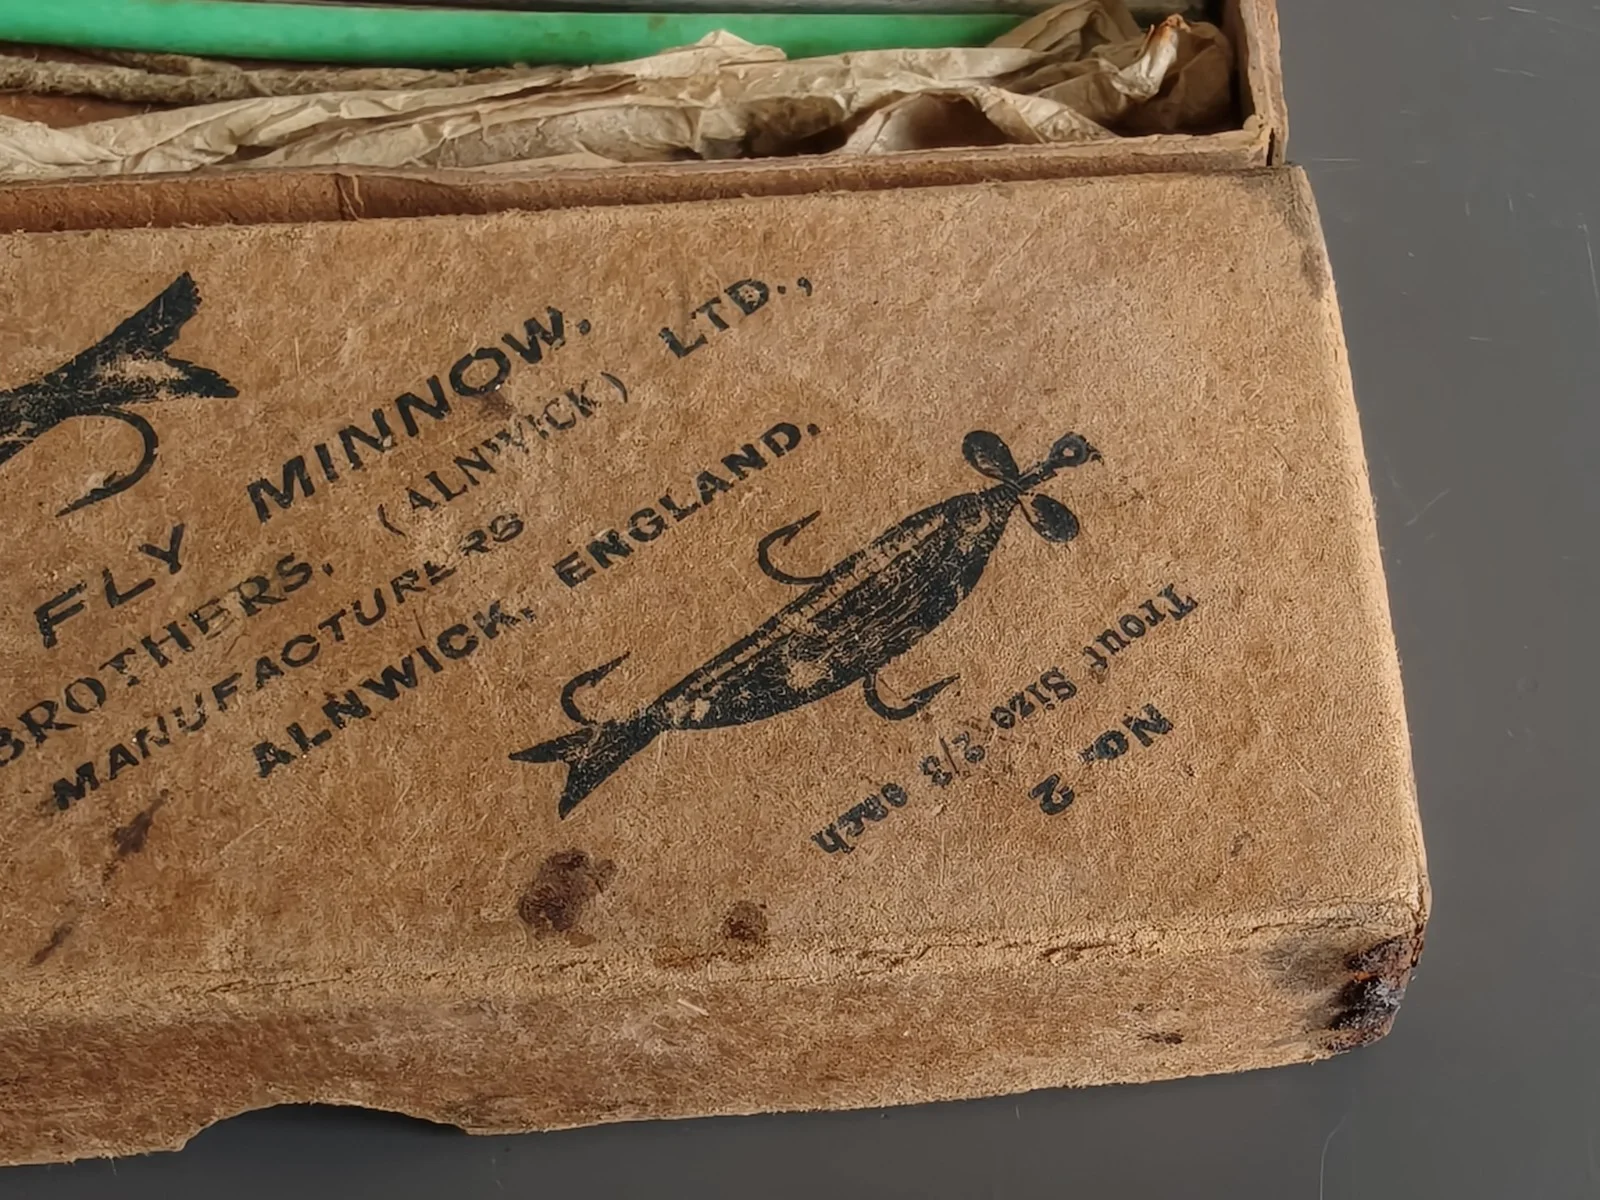 FLY MINNOW.
BROTHERS, (ALNWICK) LTD.,
MANUFACTURERS
ALNWICK, ENGLAND.
No. 2
Trout Size 2/3 each